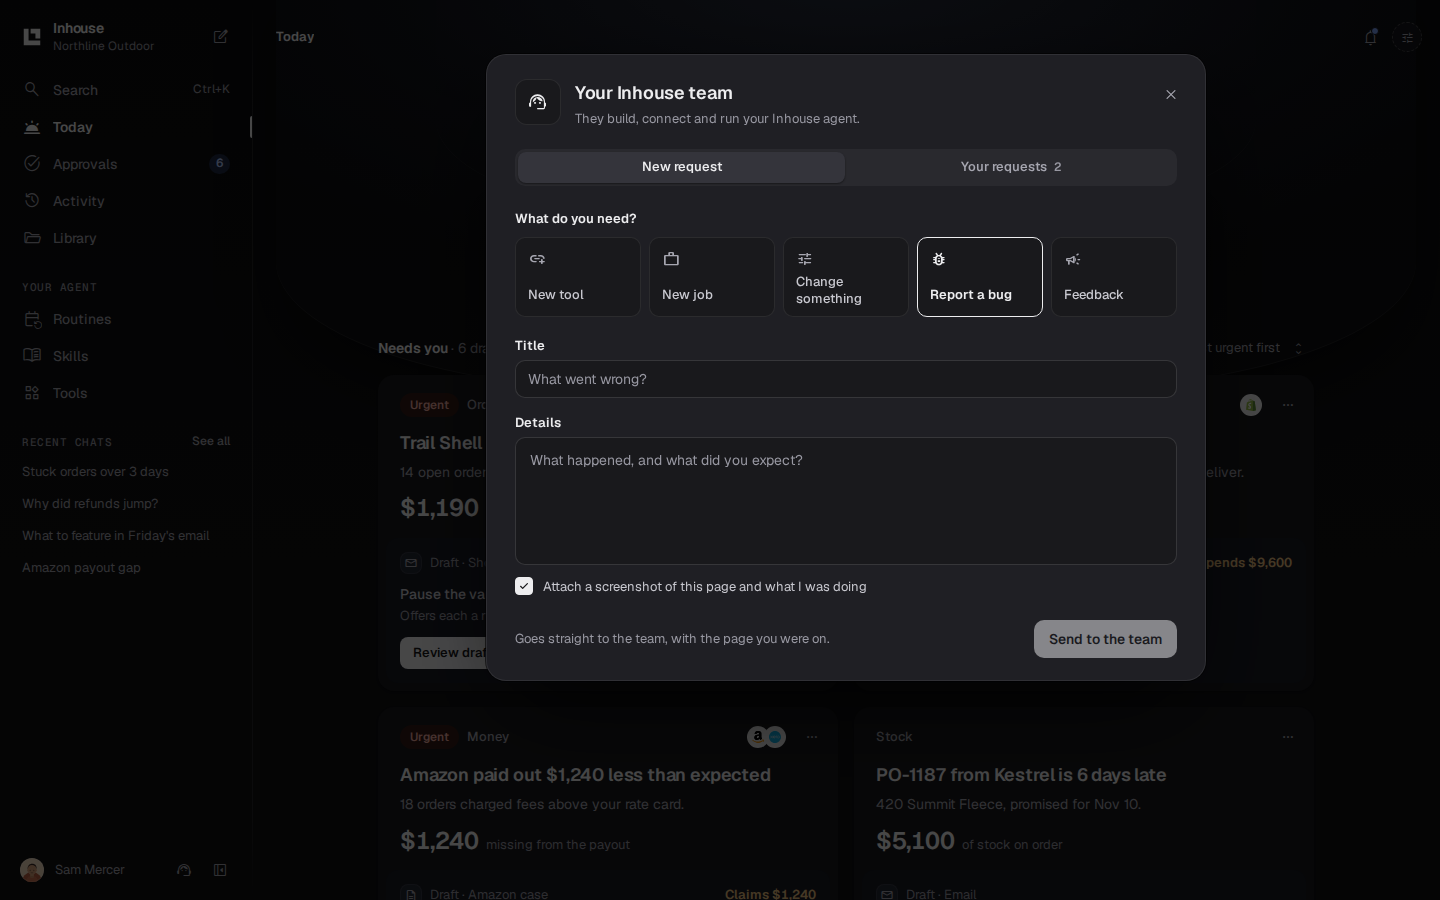 Inhouse
Northline Outdoor
Search Ctrl+K
Today
Approvals 6
Activity
Library
YOUR AGENT
Routines
Skills
Tools
RECENT CHATS See all
Stuck orders over 3 days
Why did refunds jump?
What to feature in Friday's email
Amazon payout gap
Sam Mercer
Today
Your Inhouse team
They build, connect and run your Inhouse agent.
New request
Your requests 2
What do you need?
New tool
New job
Change
something
Report a bug
Feedback
Title
What went wrong?
Details
What happened, and what did you expect?
Attach a screenshot of this page and what I was doing
Goes straight to the team, with the page you were on.
Send to the team
Needs you · 6
urgent first
Urgent
Trail Shell
14 open
$1,190
Draft ·
Pause the
Offers each a
Review
$9,600
Urgent Money
Amazon paid out $1,240 less than expected
18 orders charged fees above your rate card.
$1,240 missing from the payout
Draft · Amazon case Claims $1,240
Stock
PO-1187 from Kestrel is 6 days late
420 Summit Fleece, promised for Nov 10.
$5,100 of stock on order
Draft · Email